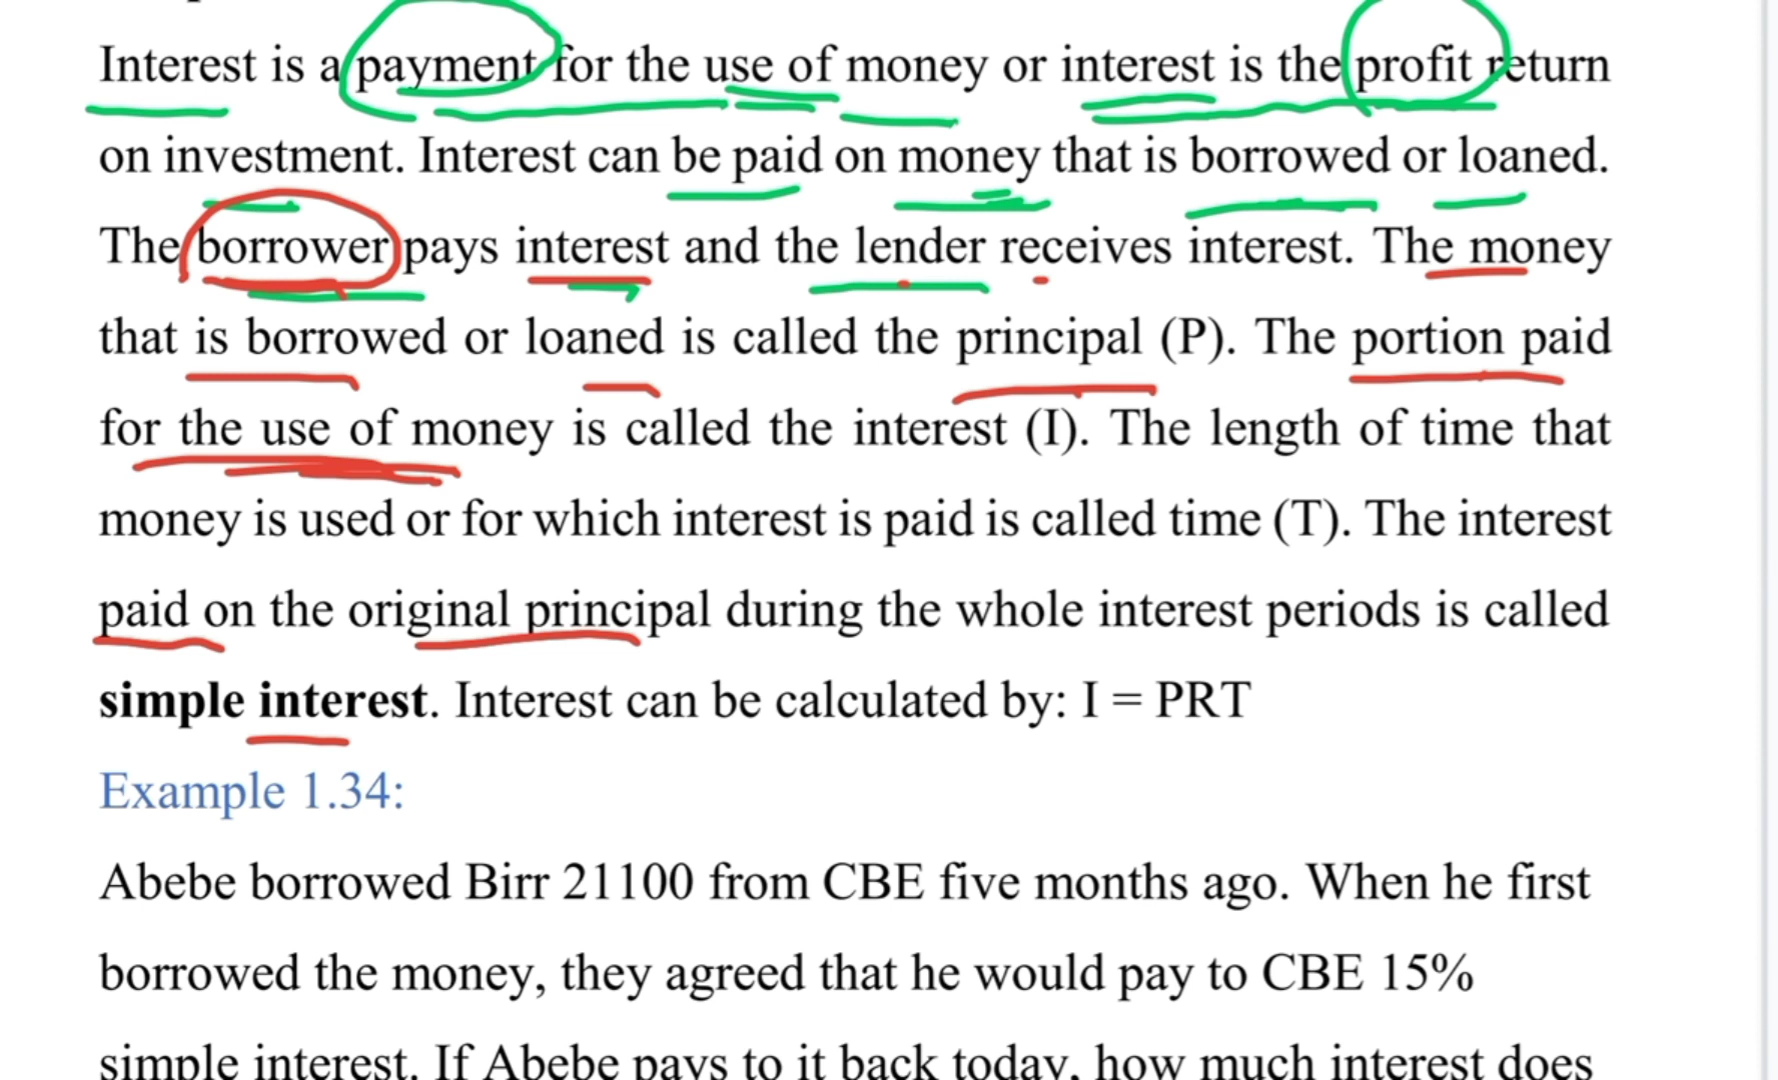 Interest is a payment for the use of money or interest is the profit return
on investment. Interest can be paid on money that is borrowed or loaned.
The borrower pays interest and the lender receives interest. The money
that is borrowed or loaned is called the principal (P). The portion paid
for the use of money is called the interest (I). The length of time that
money is used or for which interest is paid is called time (T). The interest
paid on the original principal during the whole interest periods is called
simple interest. Interest can be calculated by: I = PRT
Example 1.34:
Abebe borrowed Birr 21100 from CBE five months ago. When he first
borrowed the money, they agreed that he would pay to CBE 15%
simple interest. If Abebe pays to it back today, how much interest does